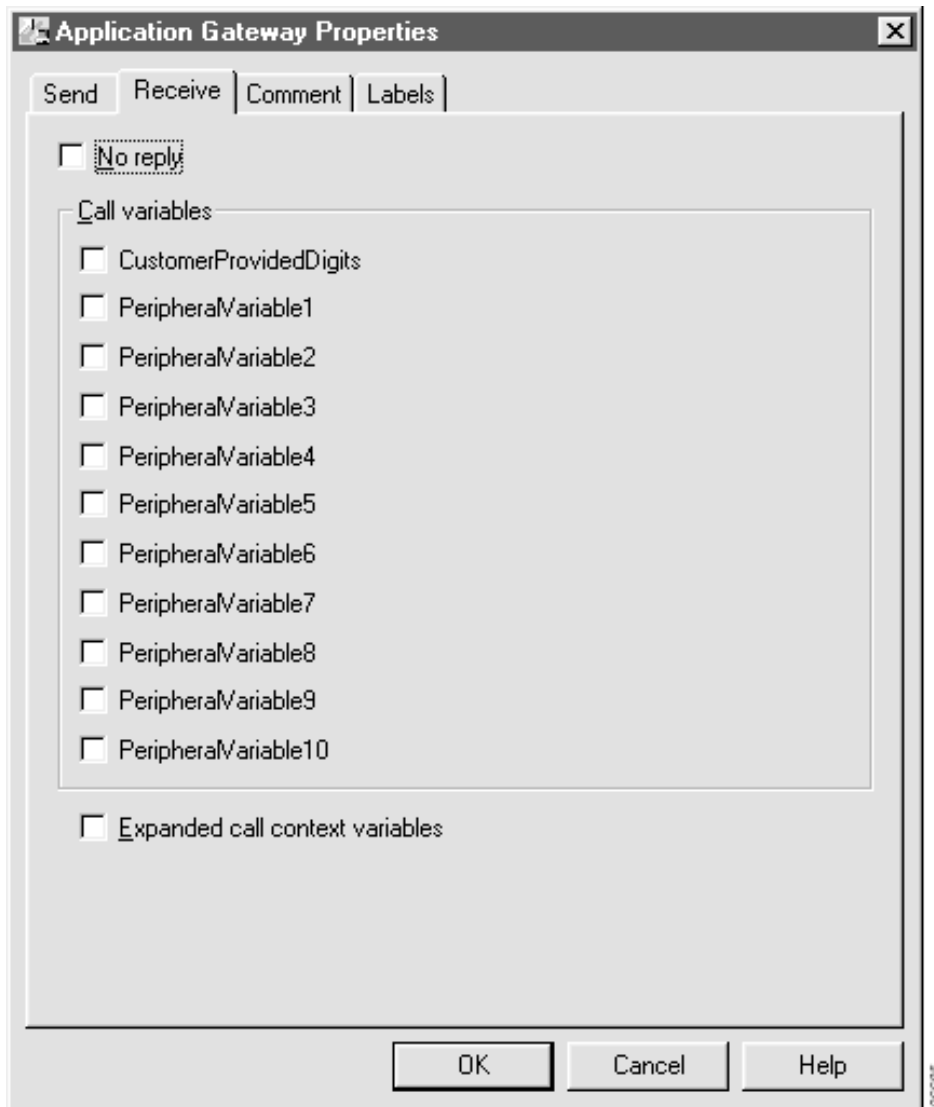 Application Gateway Properties
Send Receive Comment Labels
No reply
Call variables
CustomerProvidedDigits
PeripheralVariable1
PeripheralVariable2
PeripheralVariable3
PeripheralVariable4
PeripheralVariable5
PeripheralVariable6
PeripheralVariable7
PeripheralVariable8
PeripheralVariable9
PeripheralVariable10
Expanded call context variables
OK Cancel Help